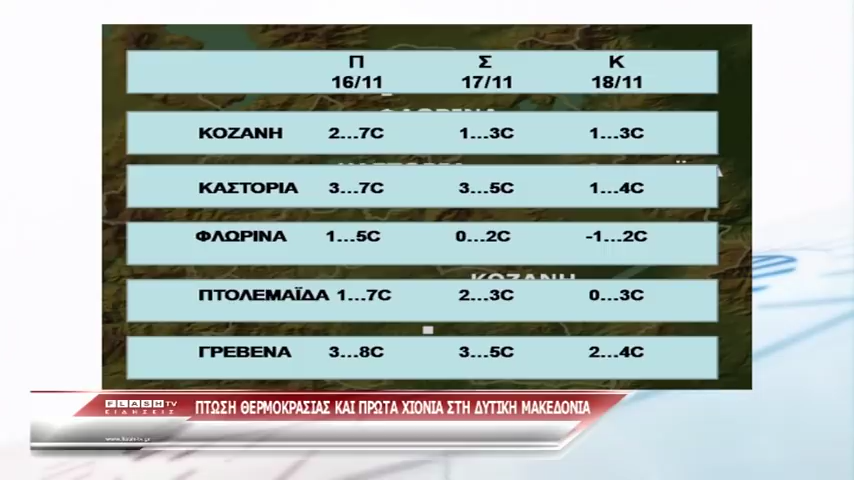 Π Σ Κ
16/11 17/11 18/11
ΚΟΖΑΝΗ 2...7C 1...3C 1...3C
ΚΑΣΤΟΡΙΑ 3...7C 3...5C 1...4C
ΦΛΩΡΙΝΑ 1...5C 0...2C -1...2C
ΚΟΖΑΝΗ
ΠΤΟΛΕΜΑΪΔΑ 1...7C 2...3C 0...3C
ΓΡΕΒΕΝΑ 3...8C 3...5C 2...4C
FLASH TV
ΕΙΔΗΣΕΙΣ
ΠΤΩΣΗ ΘΕΡΜΟΚΡΑΣΙΑΣ ΚΑΙ ΠΡΩΤΑ ΧΙΟΝΙΑ ΣΤΗ ΔΥΤΙΚΗ ΜΑΚΕΔΟΝΙΑ